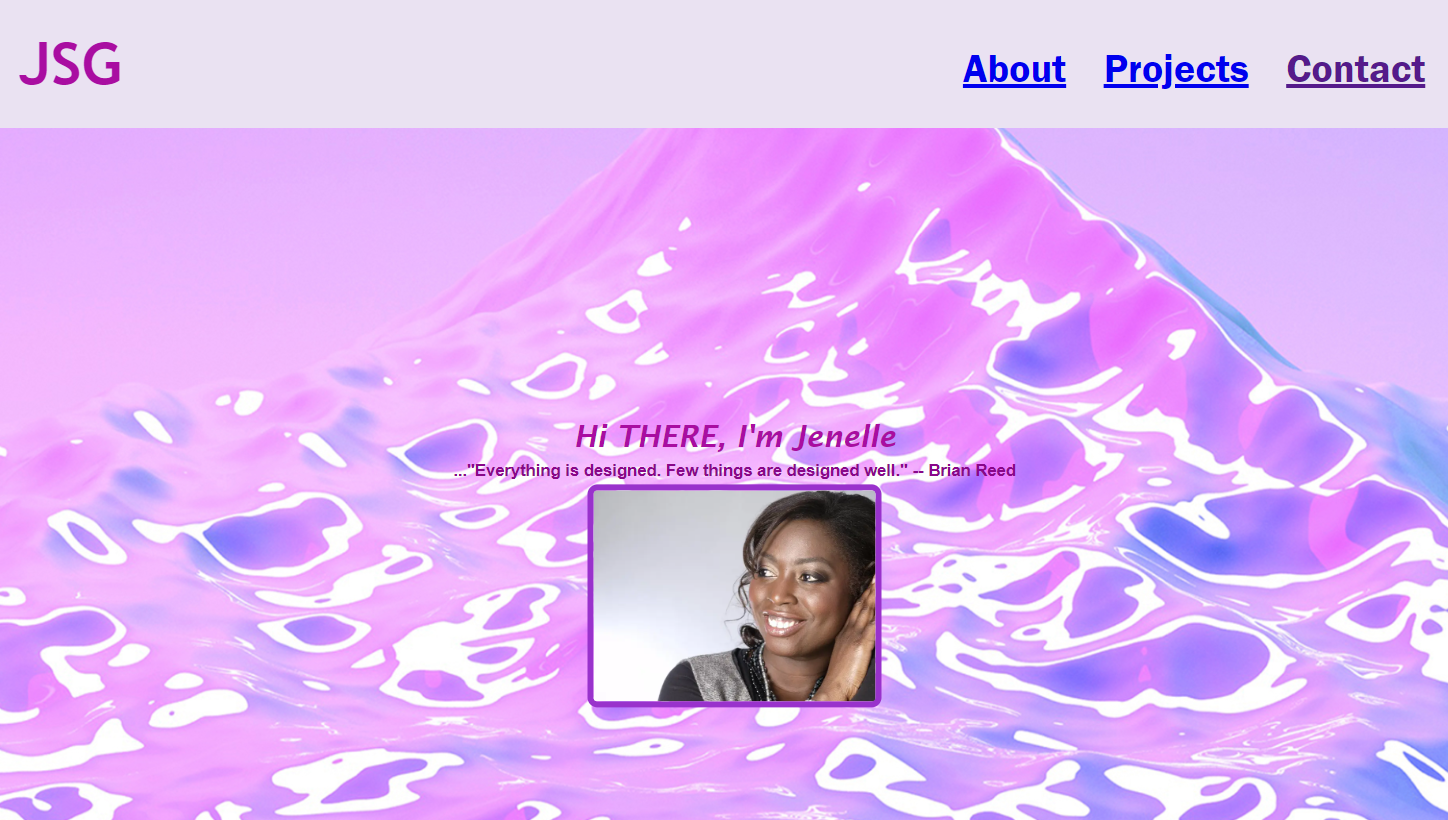 JSG
About Projects Contact
Hi THERE, I'm Jenelle
..."Everything is designed. Few things are designed well." -- Brian Reed